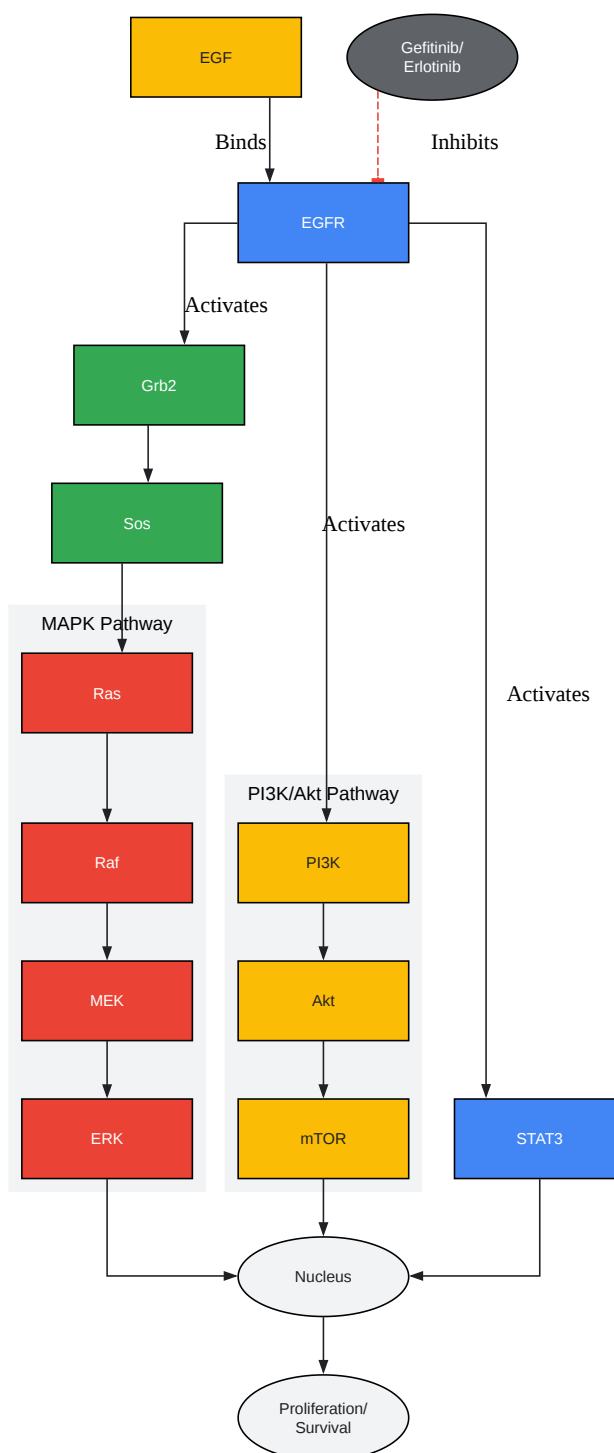 EGF
Gefitinib/
Erlotinib
Binds
Inhibits
EGFR
Activates
Grb2
Sos
Activates
MAPK Pathway
Ras
Activates
PI3K/Akt Pathway
Raf
PI3K
MEK
Akt
ERK
mTOR
STAT3
Nucleus
Proliferation/
Survival